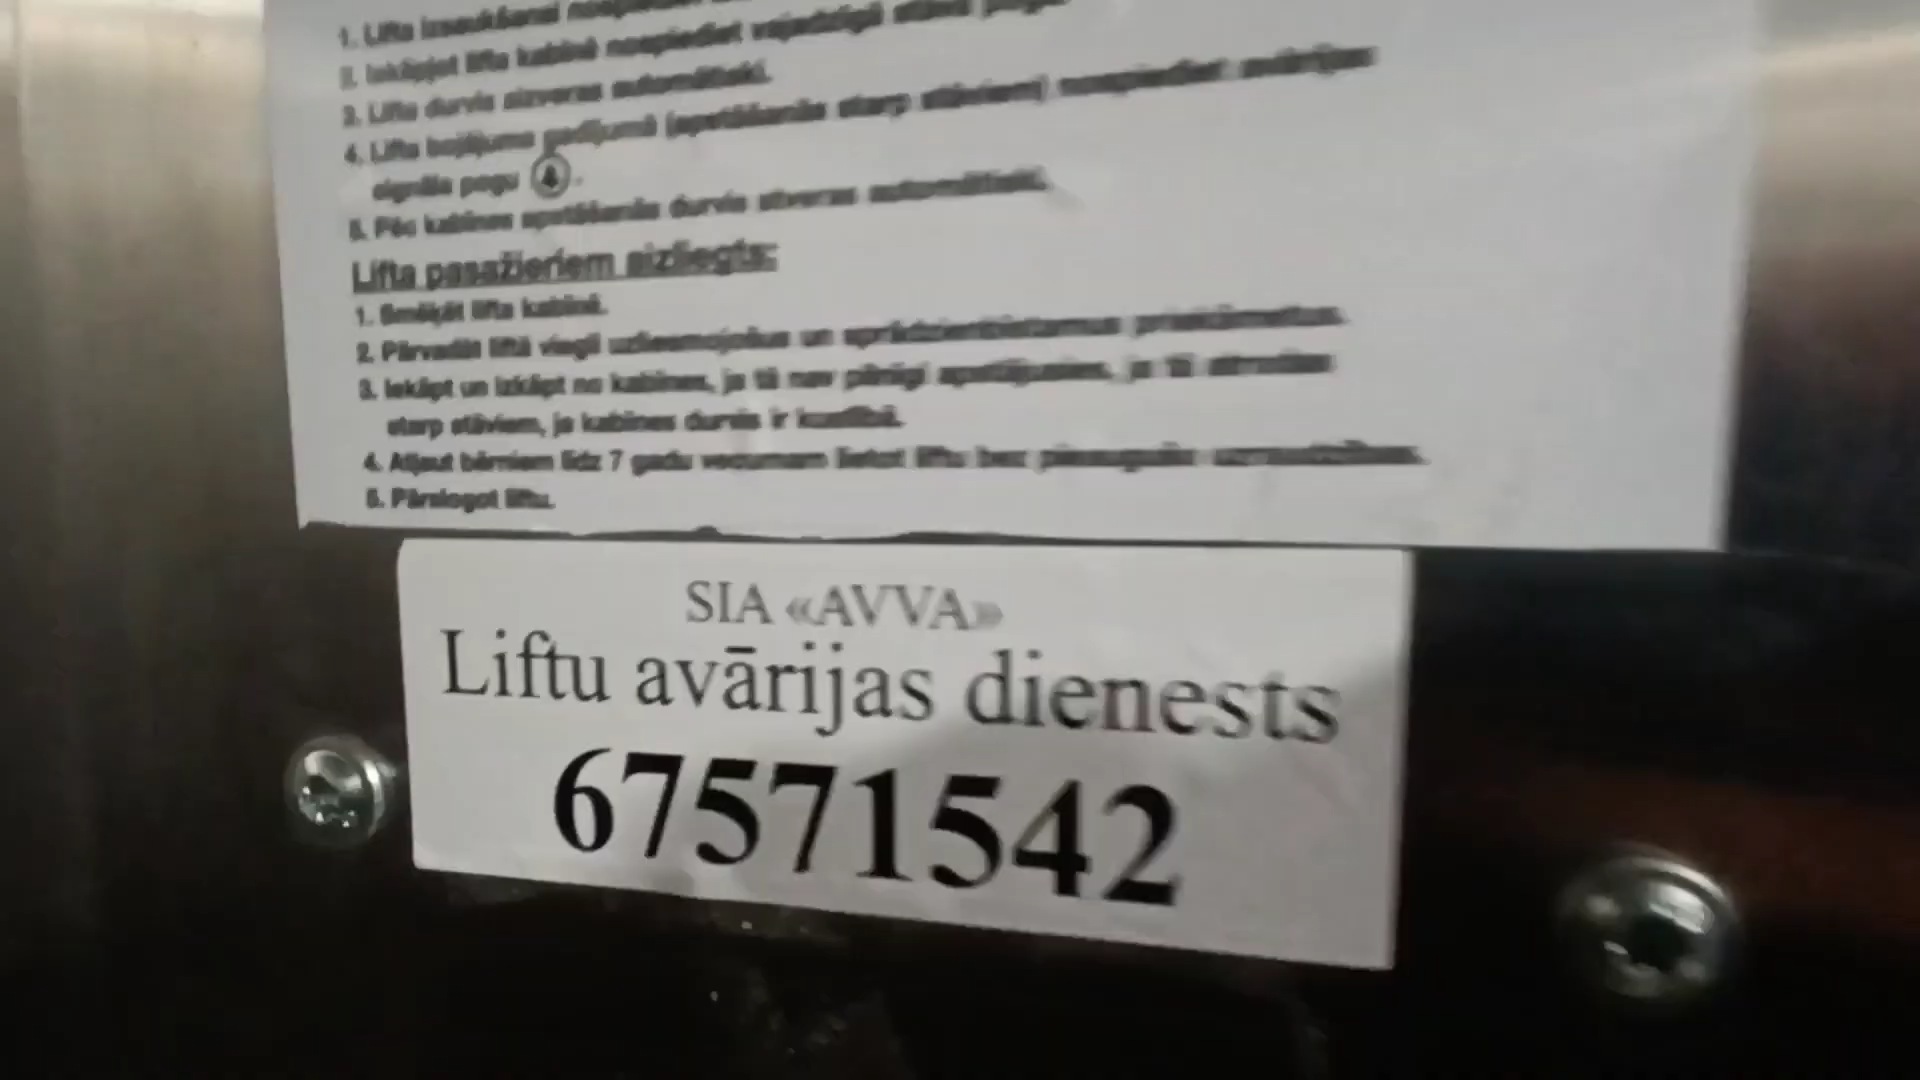 1. Lifta izsaukšanai nospiediet
2. Iekāpjot lifta kabīnē nospiediet vajadzīgā stāva pogu.
3. Lifta durvis aizveras automātiski.
4. Lifta bojājuma gadījumā (apstāšanās starp stāviem) nospiediet avārijas
signāla pogu .
5. Pēc kabīnes apstāšanās durvis atveras automātiski.
Lifta pasažieriem aizliegts:
1. Smēķēt lifta kabīnē.
2. Pārvadāt liftā viegli uzliesmojošus un sprādzienbīstamus priekšmetus.
3. Iekāpt un izkāpt no kabīnes, ja tā nav pilnīgi apstājusies, ja tā atrodas
starp stāviem, ja kabīnes durvis ir kustībā.
4. Atļaut bērniem līdz 7 gadu vecumam lietot liftu bez pieaugušo uzraudzības.
5. Pārslogot liftu.
SIA «AVVA»
Liftu avārijas dienests
67571542